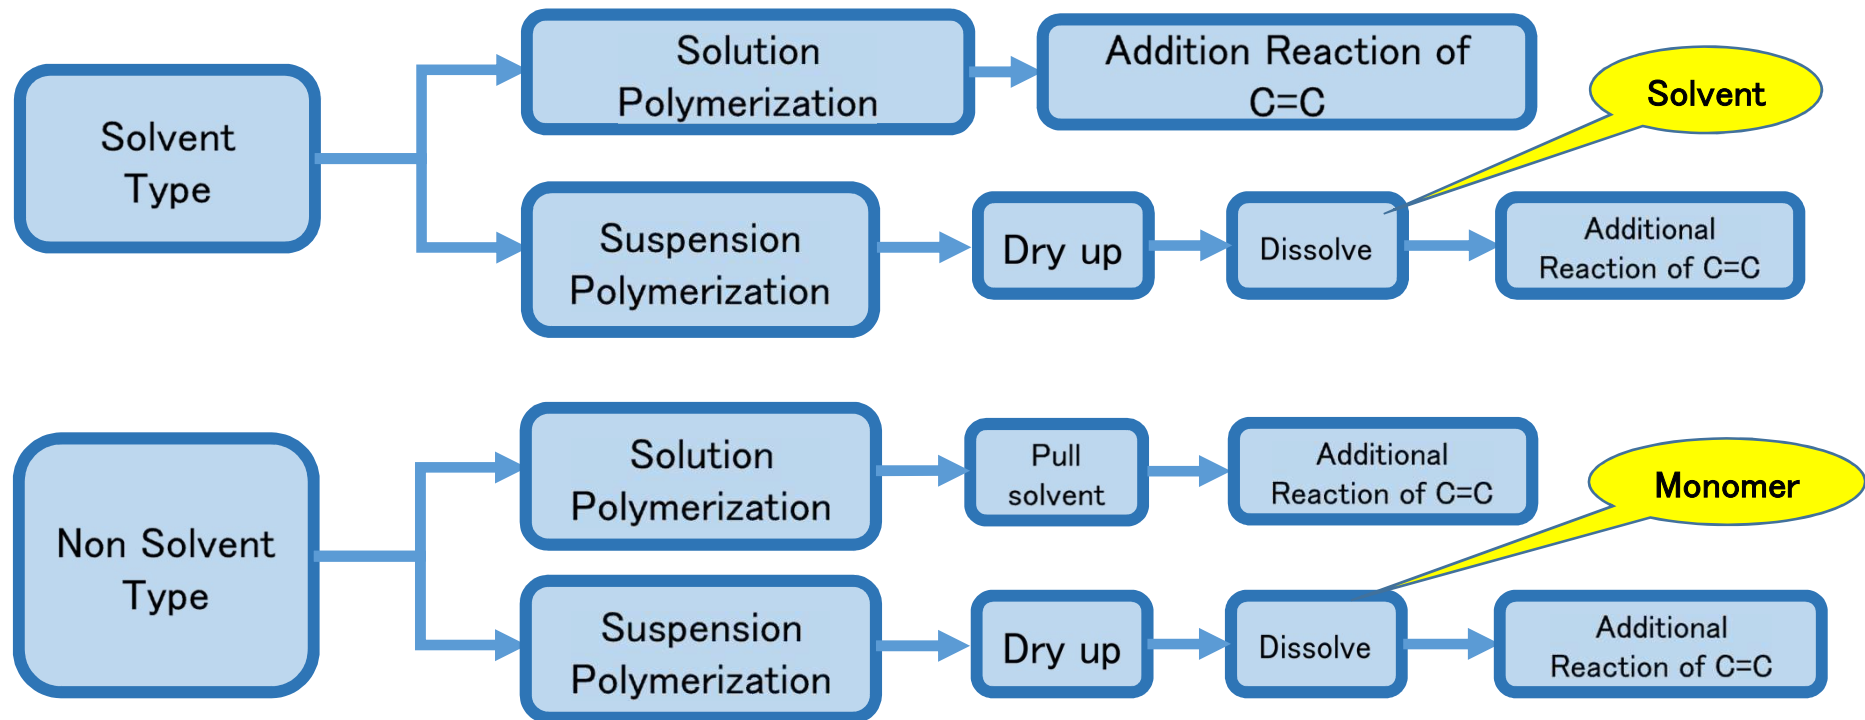 Solvent
Type
Solution
Polymerization
Addition Reaction of
C=C
Suspension
Polymerization
Dry up
Dissolve
Solvent
Additional
Reaction of C=C
Non Solvent
Type
Solution
Polymerization
Pull
solvent
Additional
Reaction of C=C
Suspension
Polymerization
Dry up
Dissolve
Monomer
Additional
Reaction of C=C